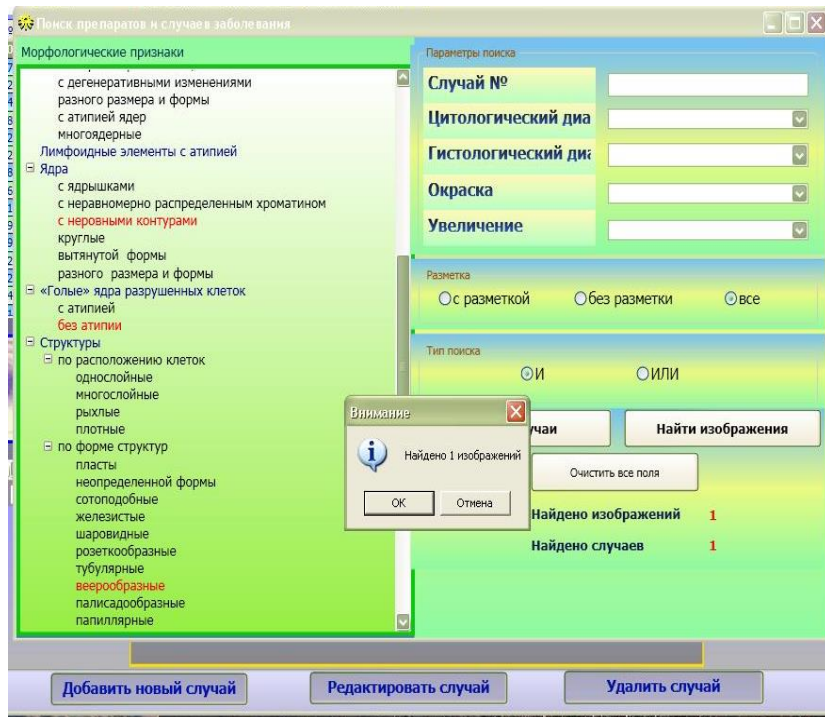 Поиск препаратов и случаев заболевания
Морфологические признаки
с дегенеративными изменениями
разного размера и формы
с атипией ядер
многоядерные
Лимфоидные элементы с атипией
Ядра
с ядрышками
с неравномерно распределенным хроматином
с неровными контурами
круглые
вытянутой формы
разного размера и формы
«Голые» ядра разрушенных клеток
с атипией
без атипии
Структуры
по расположению клеток
однослойные
многослойные
рыхлые
плотные
по форме структур
пласты
неопределенной формы
сотоподобные
железистые
шаровидные
розеткообразные
тубулярные
веерообразные
палисадообразные
папиллярные
Параметры поиска
Случай №
Цитологический диа
Гистологический диа
Окраска
Увеличение
Разметка
с разметкой без разметки все
Тип поиска
И ИЛИ
учаи Найти изображения
Очистить все поля
Найдено изображений 1
Найдено случаев 1
Внимание
Найдено 1 изображений
OK Отмена
Добавить новый случай Редактировать случай Удалить случай